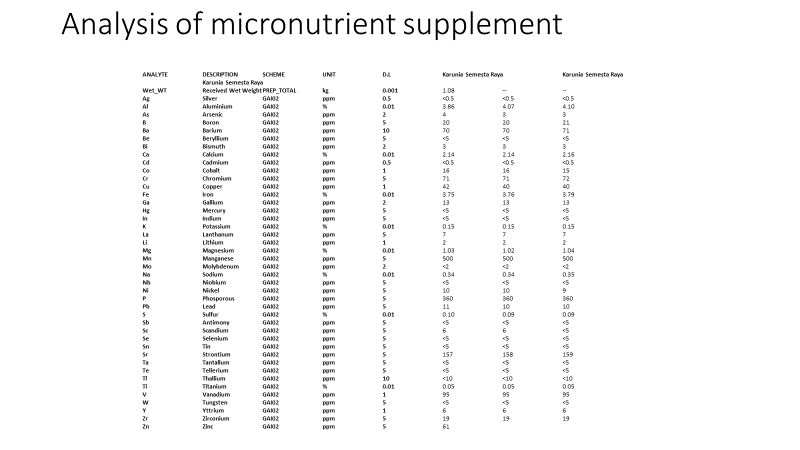 Analysis of micronutrient supplement
ANALYTE DESCRIPTION SCHEME UNIT D.L Karunia Semesta Raya Karunia Semesta Raya
Karunia Semesta Raya
Wet_WT Received Wet Weight PREP_TOTAL kg 0.001 1.08 -- --
Ag Silver GAI02 ppm 0.5 <0.5 <0.5 <0.5
Al Aluminium GAI02 % 0.01 3.86 4.07 4.10
As Arsenic GAI02 ppm 2 4 3 3
B Boron GAI02 ppm 5 20 20 21
Ba Barium GAI02 ppm 10 70 70 71
Be Beryllium GAI02 ppm 5 <5 <5 <5
Bi Bismuth GAI02 ppm 2 3 3 3
Ca Calcium GAI02 % 0.01 2.14 2.14 2.16
Cd Cadmium GAI02 ppm 0.5 <0.5 <0.5 <0.5
Co Cobalt GAI02 ppm 1 16 16 15
Cr Chromium GAI02 ppm 5 71 71 72
Cu Copper GAI02 ppm 1 42 40 40
Fe Iron GAI02 % 0.01 3.75 3.76 3.79
Ga Gallium GAI02 ppm 2 13 13 13
Hg Mercury GAI02 ppm 5 <5 <5 <5
In Indium GAI02 ppm 5 <5 <5 <5
K Potassium GAI02 % 0.01 0.15 0.15 0.15
La Lanthanum GAI02 ppm 5 7 7 7
Li Lithium GAI02 ppm 1 2 2 2
Mg Magnesium GAI02 % 0.01 1.03 1.02 1.04
Mn Manganese GAI02 ppm 5 500 500 500
Mo Molybdenum GAI02 ppm 2 <2 <2 <2
Na Sodium GAI02 % 0.01 0.34 0.34 0.35
Nb Niobium GAI02 ppm 5 <5 <5 <5
Ni Nickel GAI02 ppm 5 10 10 9
P Phosporous GAI02 ppm 5 360 360 360
Pb Lead GAI02 ppm 5 11 10 10
S Sulfur GAI02 % 0.01 0.10 0.09 0.09
Sb Antimony GAI02 ppm 5 <5 <5 <5
Sc Scandium GAI02 ppm 5 6 6 <5
Se Selenium GAI02 ppm 5 <5 <5 <5
Sn Tin GAI02 ppm 5 <5 <5 <5
Sr Strontium GAI02 ppm 5 157 158 159
Ta Tantallum GAI02 ppm 5 <5 <5 <5
Te Tellerium GAI02 ppm 5 <5 <5 <5
Tl Thallium GAI02 ppm 10 <10 <10 <10
Ti Titanium GAI02 % 0.01 0.05 0.05 0.05
V Vanadium GAI02 ppm 1 95 95 95
W Tungsten GAI02 ppm 5 <5 <5 <5
Y Yttrium GAI02 ppm 1 6 6 6
Zr Zirconium GAI02 ppm 5 19 19 19
Zn Zinc GAI02 ppm 5 61